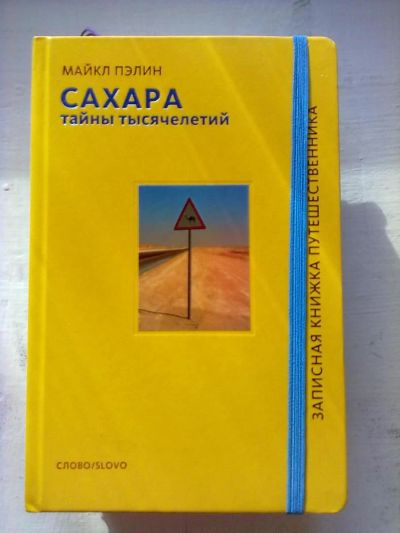 МАЙКЛ ПЭЛИН
САХАРА
тайны тысячелетий
ЗАПИСНАЯ КНИЖКА ПУТЕШЕСТВЕННИКА
СЛОВО/SLOVO